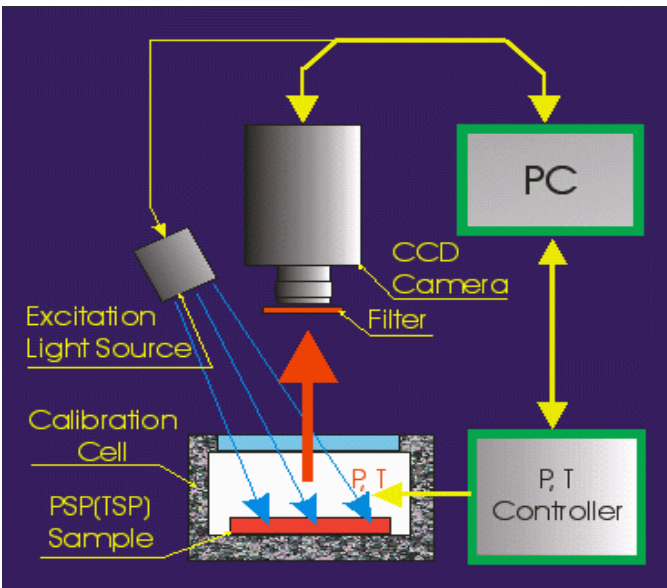 PC
CCD
Camera
Filter
Excitation
Light Source
Calibration
Cell
P, T
P, T
Controller
PSP(TSP)
Sample